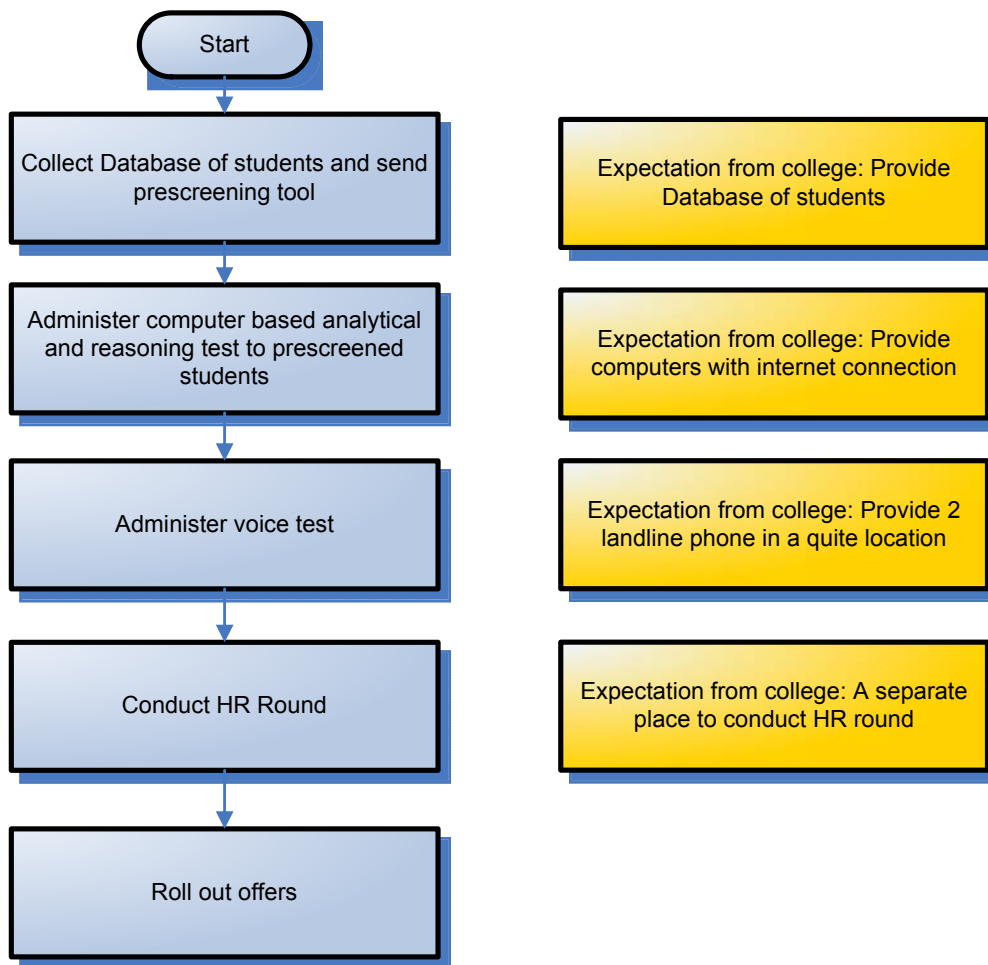 Start
Collect Database of students and send
prescreening tool
Expectation from college: Provide
Database of students
Administer computer based analytical
and reasoning test to prescreened
students
Expectation from college: Provide
computers with internet connection
Administer voice test
Expectation from college: Provide 2
landline phone in a quite location
Conduct HR Round
Expectation from college: A separate
place to conduct HR round
Roll out offers